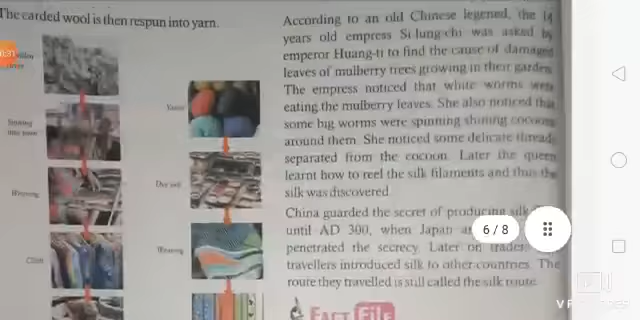 The carded wool is then respun into yarn.
Spinning
into yarn
Yarn
Dye unit
Weaving
Weaving
Cloth
According to an old Chinese legened, the 14
years old empress Si-lung-chi was asked by
emperor Huang-ti to find the cause of damaged
leaves of mulberry trees growing in their garden.
The empress noticed that white worms were
eating the mulberry leaves. She also noticed that
some big worms were spinning shining cocoons
around them. She noticed some delicate threads
separated from the cocoon. Later the queen
learnt how to reel the silk filaments and thus the
silk was discovered.
China guarded the secret of producing silk
until AD 300, when Japan
penetrated the secrecy. Later on traders
travellers introduced silk to other countries. The
route they travelled is still called the silk route.
FACT FILE
6/8